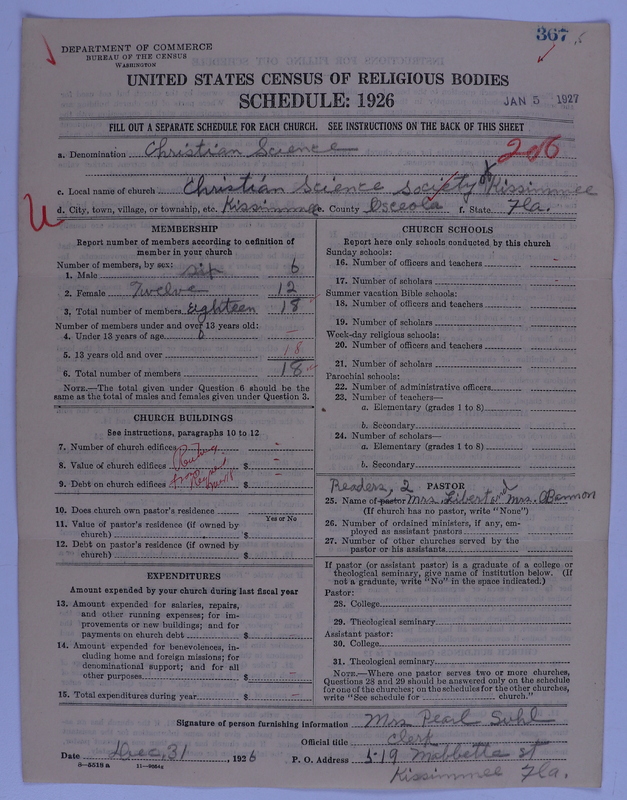 367
DEPARTMENT OF COMMERCE
BUREAU OF THE CENSUS
WASHINGTON
UNITED STATES CENSUS OF RELIGIOUS BODIES
SCHEDULE: 1926
JAN 5 1927
FILL OUT A SEPARATE SCHEDULE FOR EACH CHURCH. SEE INSTRUCTIONS ON THE BACK OF THIS SHEET
a. Denomination Christian Science
c. Local name of church Christian Science Society of Kissimmee
d. City, town, village, or township, etc. Kissimmee e. County Osceola f. State Fla.
MEMBERSHIP
Report number of members according to definition of member in your church
Number of members, by sex:
1. Male six 6
2. Female Twelve 12
3. Total number of members eighteen 18
Number of members under and over 13 years old:
4. Under 13 years of age 0 –
5. 13 years old and over 18
6. Total number of members 18
NOTE.—The total given under Question 6 should be the same as the total of males and females given under Question 3.
CHURCH BUILDINGS
See instructions, paragraphs 10 to 12
7. Number of church edifices –
8. Value of church edifices $ –
9. Debt on church edifices $ –
10. Does church own pastor's residence
Yes or No
11. Value of pastor's residence (if owned by church) $
12. Debt on pastor's residence (if owned by church) $
EXPENDITURES
Amount expended by your church during last fiscal year
13. Amount expended for salaries, repairs, and other running expenses; for improvements or new buildings; and for payments on church debt $
14. Amount expended for benevolences, including home and foreign missions; for denominational support; and for all other purposes $
15. Total expenditures during year $
CHURCH SCHOOLS
Report here only schools conducted by this church
Sunday schools:
16. Number of officers and teachers –
17. Number of scholars –
Summer vacation Bible schools:
18. Number of officers and teachers
19. Number of scholars
Week-day religious schools:
20. Number of officers and teachers
21. Number of scholars
Parochial schools:
22. Number of administrative officers
23. Number of teachers—
a. Elementary (grades 1 to 8)
b. Secondary
24. Number of scholars—
a. Elementary (grades 1 to 8)
b. Secondary
Readers, 2 PASTOR
25. Name of pastor Mrs. and Mrs.
(If church has no pastor, write "None")
26. Number of ordained ministers, if any, employed as assistant pastors
27. Number of other churches served by the pastor or his assistants
If pastor (or assistant pastor) is a graduate of a college or theological seminary, give name of institution below. (If not a graduate, write "No" in the space indicated.)
Pastor:
28. College
29. Theological seminary
Assistant pastor:
30. College
31. Theological seminary
NOTE.—Where one pastor serves two or more churches, Questions 28 and 29 should be answered only on the schedule for one of the churches; on the schedules for the other churches, write "See schedule for church."
Signature of person furnishing information Mrs Pearl
Official title Clerk
Date Dec. 31, 1926 P. O. Address 519 Mabbette st
8—5518 a Kissimmee Fla.